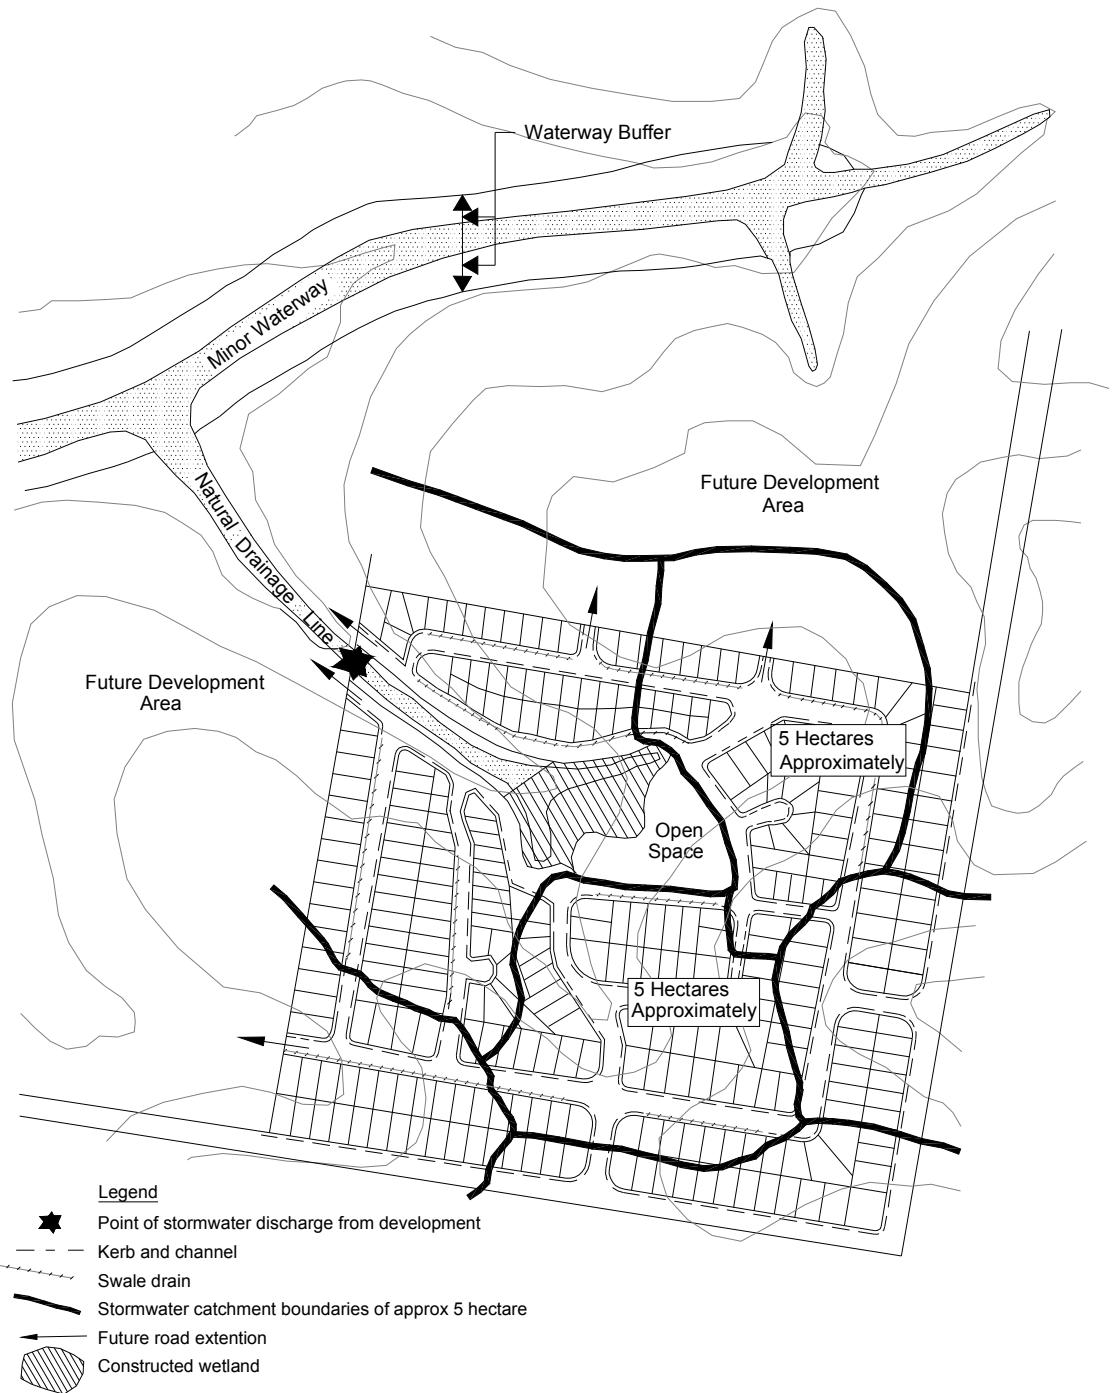 Waterway Buffer
Minor Waterway
Natural Drainage Line
Future Development
Area
Future Development
Area
5 Hectares
Approximately
Open
Space
5 Hectares
Approximately
Legend
Point of stormwater discharge from development
Kerb and channel
Swale drain
Stormwater catchment boundaries of approx 5 hectare
Future road extention
Constructed wetland